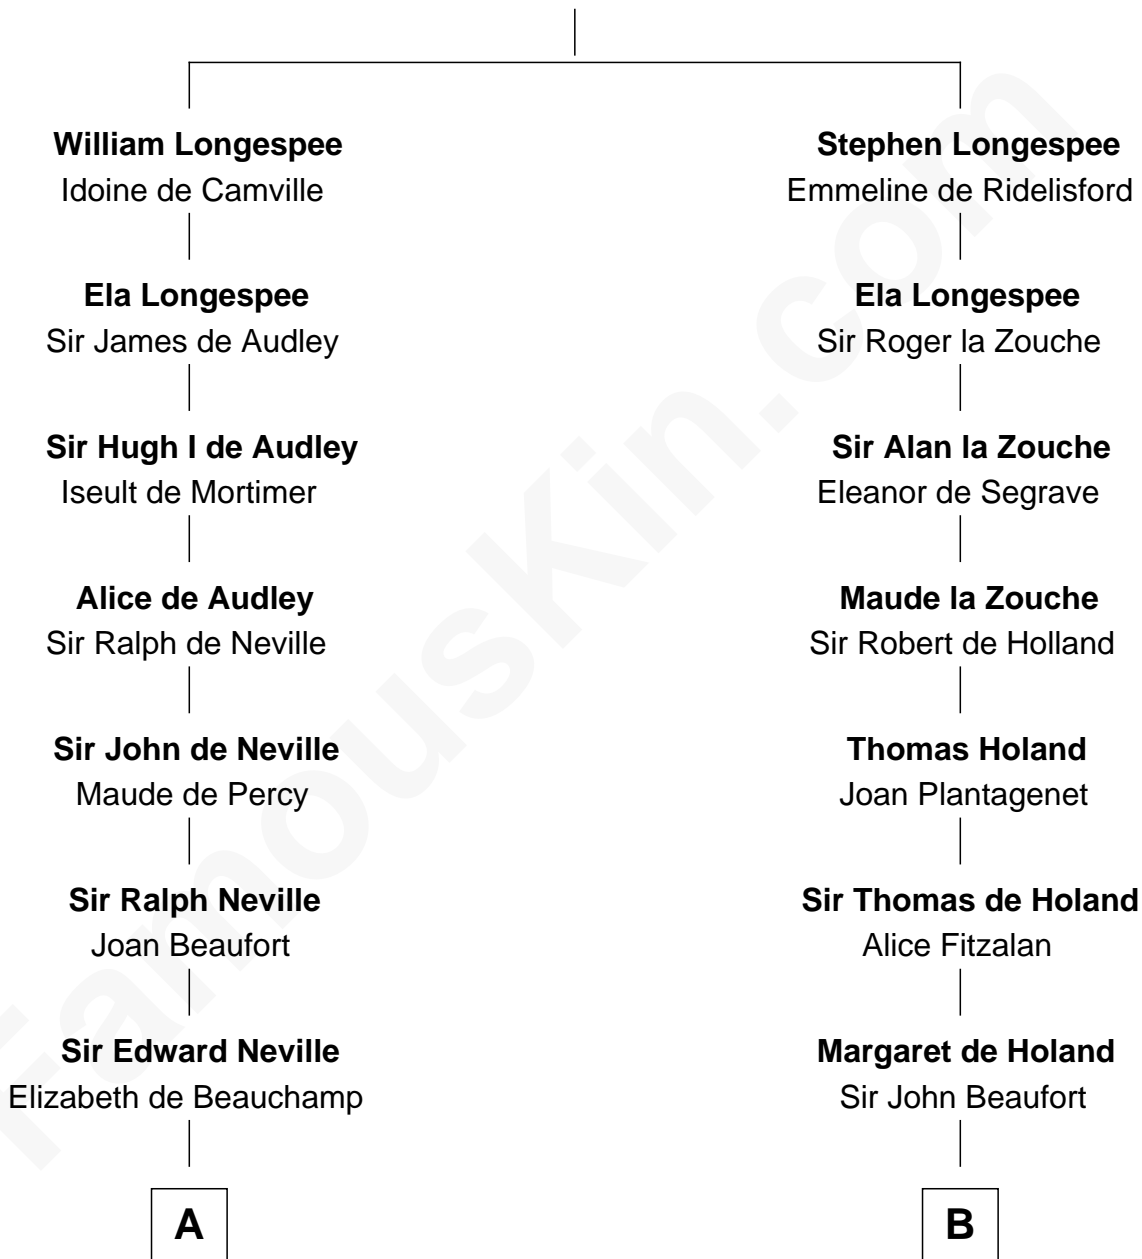 William Longespee
Idoine de Camville
Ela Longespee
Sir James de Audley
Sir Hugh I de Audley
Iseult de Mortimer
Alice de Audley
Sir Ralph de Neville
Sir John de Neville
Maude de Percy
Sir Ralph Neville
Joan Beaufort
Sir Edward Neville
Elizabeth de Beauchamp
A
Stephen Longespee
Emmeline de Ridelisford
Ela Longespee
Sir Roger la Zouche
Sir Alan la Zouche
Eleanor de Segrave
Maude la Zouche
Sir Robert de Holland
Thomas Holand
Joan Plantagenet
Sir Thomas de Holand
Alice Fitzalan
Margaret de Holand
Sir John Beaufort
B
FamousKin.com